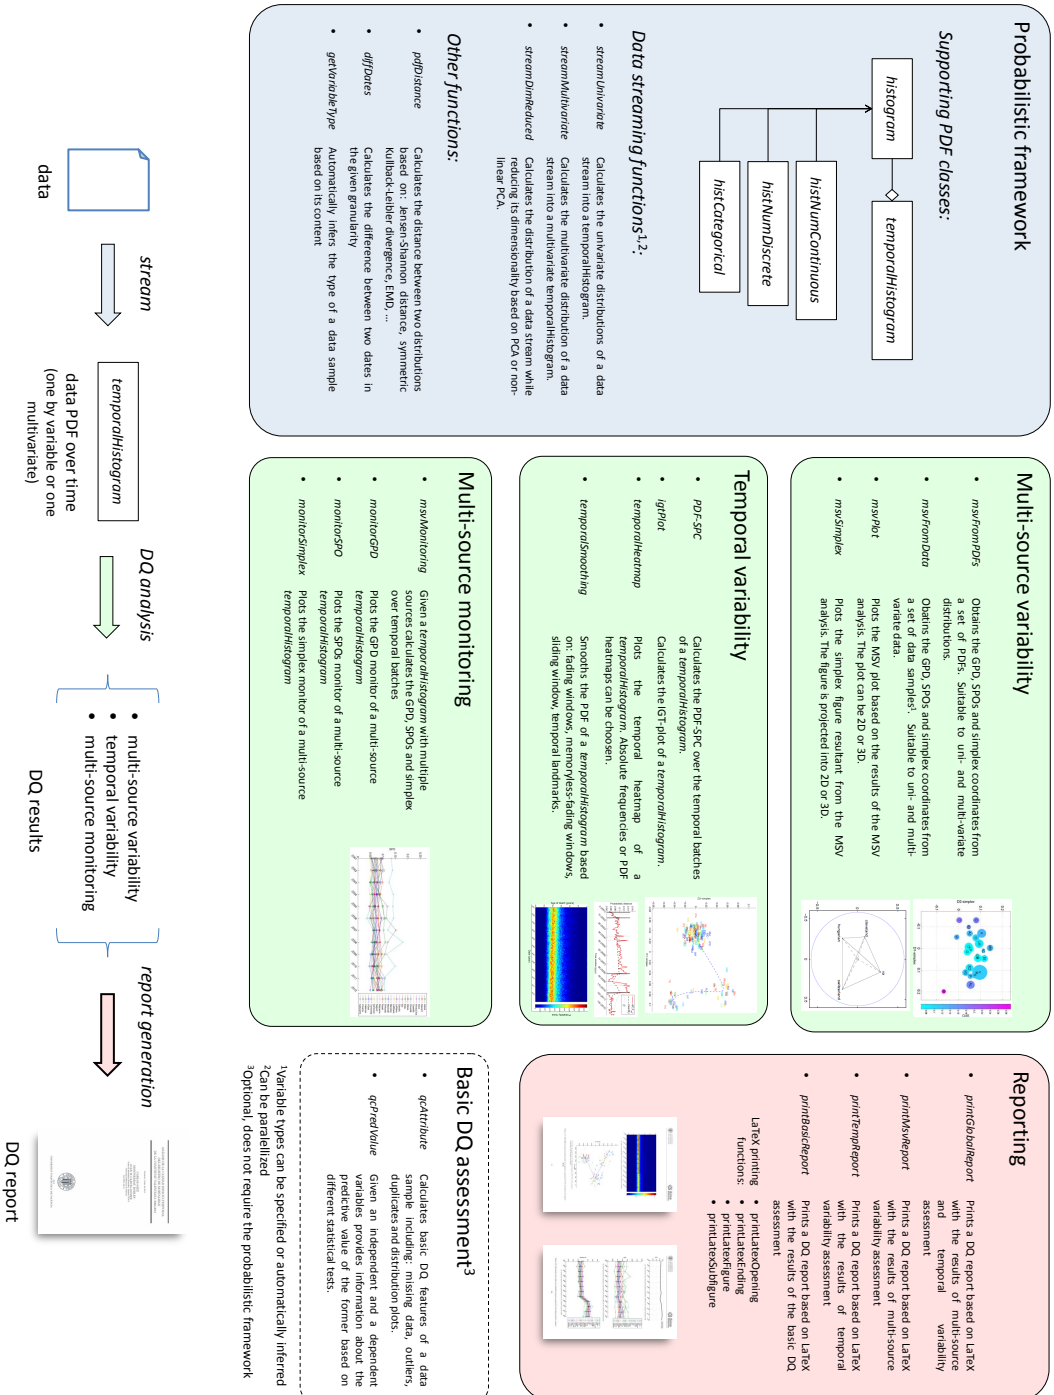 Probabilistic framework
Supporting PDF classes:
histogram
temporalHistogram
histNumContinuous
histNumDiscrete
histCategorical
Data streaming functions1,2:
• streamUnivariate Calculates the univariate distributions of a data
stream into a temporalHistogram.
• streamMultivariate Calculates the multivariate distribution of a data
stream into a multivariate temporalHistogram.
• streamDimReduced Calculates the distribution of a data stream while
reducing its dimensionality based on PCA or non-
linear PCA.
Other functions:
• pdfDistance Calculates the distance between two distributions
based on: Jensen-Shannon distance, symmetric
Kullback-Leibler divergence, EMD, ...
• diffDates Calculates the difference between two dates in
the given granularity
• getVariableType Automatically infers the type of a data sample
based on its content
Multi-source variability
• msvFromPDFs Obtains the GPD, SPOs and simplex coordinates from
a set of PDFs. Suitable to uni- and multi-variate
distributions.
• msvFromData Obatins the GPD, SPOs and simplex coordinates from
a set of data samples1. Suitable to uni- and multi-
variate data.
• msvPlot Plots the MSV plot based on the results of the MSV
analysis. The plot can be 2D or 3D.
• msvSimplex Plots the simplex figure resultant from the MSV
analysis. The figure is projected into 2D or 3D.
Temporal variability
• PDF-SPC Calculates the PDF-SPC over the temporal batches
of a temporalHistogram.
• igtPlot Calculates the IGT-plot of a temporalHistogram.
• temporalHeatmap Plots the temporal heatmap of a
temporalHistogram. Absolute frequencies or PDF
heatmaps can be choosen.
• temporalSmoothing Smooths the PDF of a temporalHistogram based
on: fading windows, memoryless-fading windows,
sliding window, temporal landmarks.
Multi-source monitoring
• msvMonitoring Given a temporalHistogram with multiple
sources calculates the GPD, SPOs and simplex
over temporal batches
• monitorGPD Plots the GPD monitor of a multi-source
temporalHistogram
• monitorSPO Plots the SPOs monitor of a multi-source
temporalHistogram
• monitorSimplex Plots the simplex monitor of a multi-source
temporalHistogram
Reporting
• printGlobalReport Prints a DQ report based on LaTeX
with the results of multi-source
and temporal variability
assessment
• printMsvReport Prints a DQ report based on LaTeX
with the results of multi-source
variability assessment
• printTempReport Prints a DQ report based on LaTeX
with the results of temporal
variability assessment
• printBasicReport Prints a DQ report based on LaTeX
with the results of the basic DQ
assessment
LaTeX printing
functions:
• printLatexOpening
• printLatexEnding
• printLatexFigure
• printLatexSubfigure
Basic DQ assessment3
• qcAttribute Calculates basic DQ features of a data
sample including: missing data, outliers,
duplicates and distribution plots.
• qcPredValue Given an independent and a dependent
variables provides information about the
predictive value of the former based on
different statistical tests.
1Variable types can be specified or automatically inferred
2Can be paralellized
3Optional, does not require the probabilistic framework
data
stream
temporalHistogram
data PDF over time
(one by variable or one
multivariate)
DQ analysis
• multi-source variability
• temporal variability
• multi-source monitoring
DQ results
report generation
DQ report